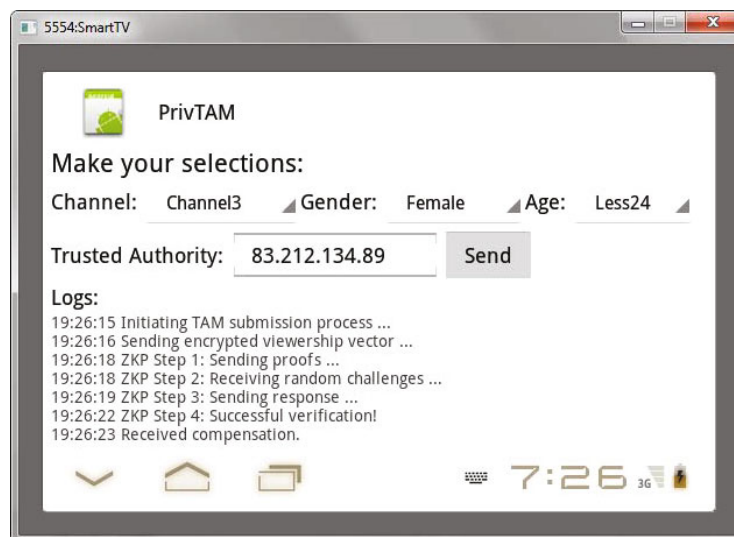 5554:SmartTV
PrivTAM
Make your selections:
Channel: Channel3 Gender: Female Age: Less24
Trusted Authority: 83.212.134.89 Send
Logs:
19:26:15 Initiating TAM submission process ...
19:26:16 Sending encrypted viewership vector ...
19:26:18 ZKP Step 1: Sending proofs ...
19:26:18 ZKP Step 2: Receiving random challenges ...
19:26:19 ZKP Step 3: Sending response ...
19:26:22 ZKP Step 4: Successful verification!
19:26:23 Received compensation.
7:26 3G